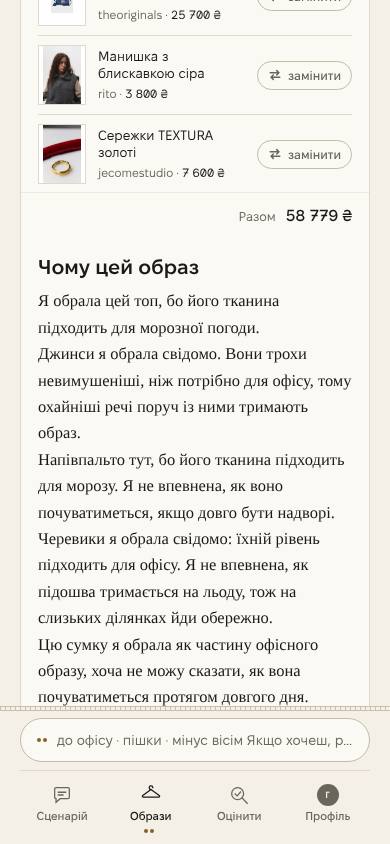 theoriginals · 25 700 ₴
⇄ замінити
Манишка з
блискавкою сіра
rito · 3 800 ₴
⇄ замінити
Сережки TEXTURA
золоті
jecomestudio · 7 600 ₴
⇄ замінити
Разом 58 779 ₴
Чому цей образ
Я обрала цей топ, бо його тканина
підходить для морозної погоди.
Джинси я обрала свідомо. Вони трохи
невимушеніші, ніж потрібно для офісу, тому
охайніші речі поруч із ними тримають
образ.
Напівпальто тут, бо його тканина підходить
для морозу. Я не впевнена, як воно
почуватиметься, якщо довго бути надворі.
Черевики я обрала свідомо: їхній рівень
підходить для офісу. Я не впевнена, як
підошва тримається на льоду, тож на
слизьких ділянках йди обережно.
Цю сумку я обрала як частину офісного
образу, хоча не можу сказати, як вона
почуватиметься протягом довгого дня.
до офісу · пішки · мінус вісім Якщо хочеш, р...
Сценарій
Образи
Оцінити
Г
Профіль